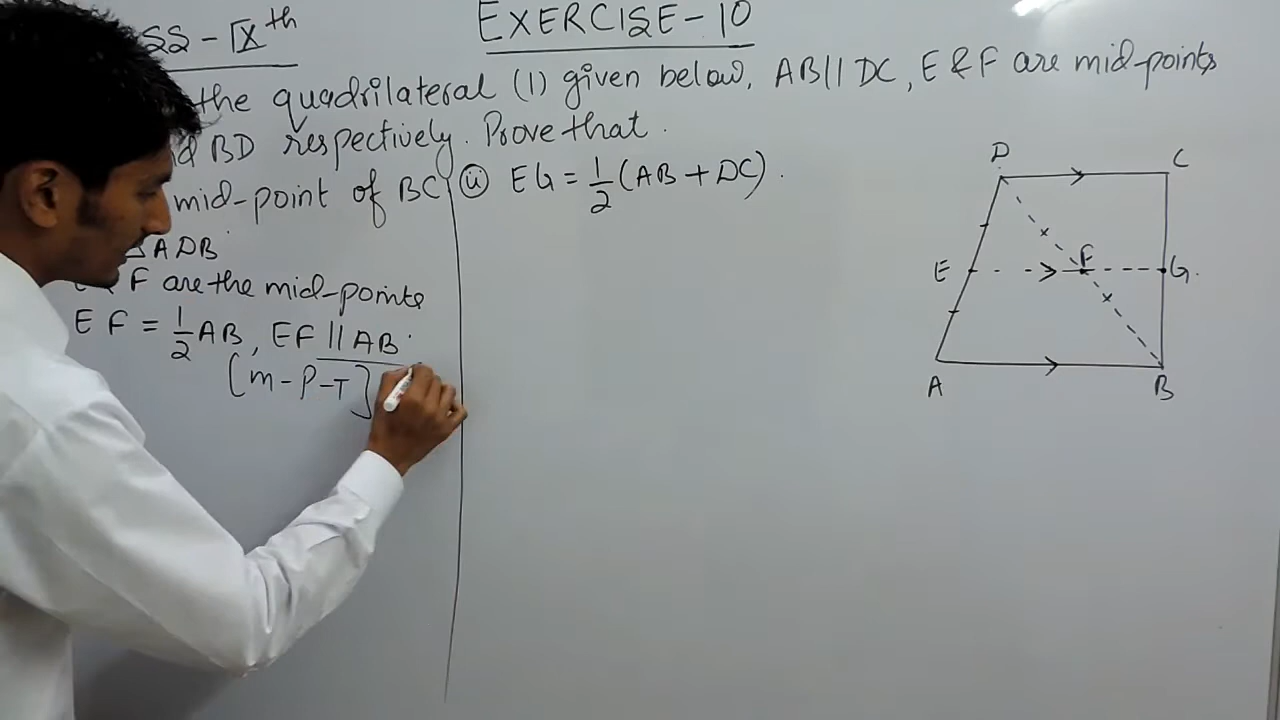 SS - IXth
EXERCISE - 10
the quadrilateral (1) given below, AB || DC, E & F are mid-points
BD respectively. Prove that.
mid-point of BC (ii) EG = 1/2 (AB + DC).
ADB
F are the mid-points
EF = 1/2 AB, EF || AB.
[m - P - T]
D C
E F G.
A B